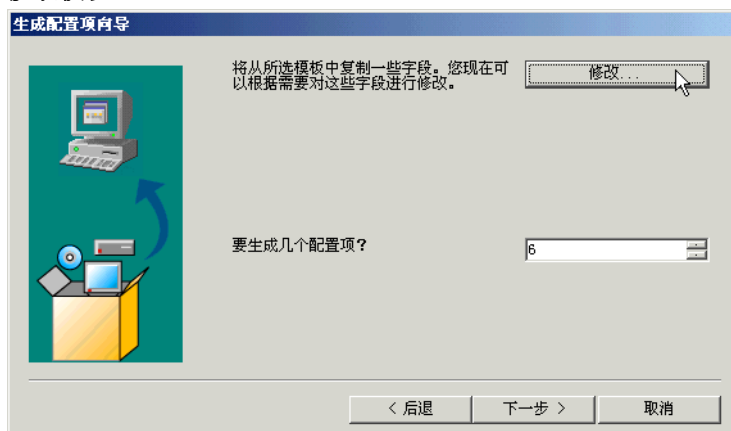 生成配置项向导
将从所选模板中复制一些字段。您现在可
以根据需要对这些字段进行修改。
修改...
要生成几个配置项?
6
< 后退
下一步 >
取消